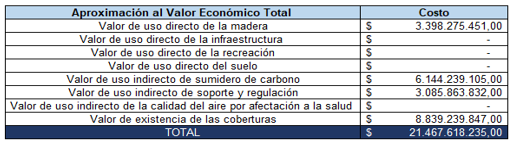 Aproximación al Valor Económico Total Costo
Valor de uso directo de la madera $ 3.398.275.451,00
Valor de uso directo de la infraestructura $ -
Valor de uso directo de la recreación $ -
Valor de uso directo del suelo $ -
Valor de uso indirecto de sumidero de carbono $ 6.144.239.105,00
Valor de uso indirecto de soporte y regulación $ 3.085.863.832,00
Valor de uso indirecto de la calidad del aire por afectación a la salud $ -
Valor de existencia de las coberturas $ 8.839.239.847,00
TOTAL $ 21.467.618.235,00